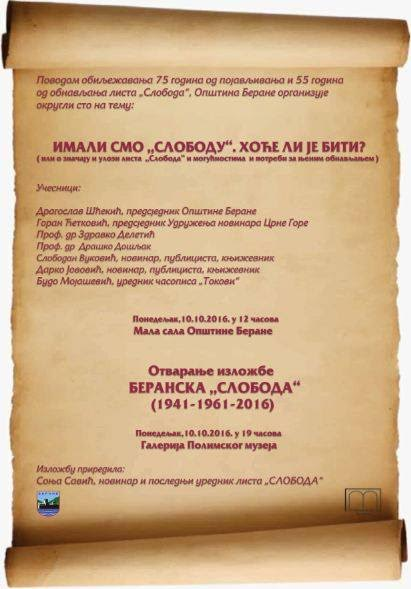 Поводом обиљежавања 75 година од појављивања и 55 година
од обнављања листа „Слобода“, Општина Беране организује
округли сто на тему:
ИМАЛИ СМО „СЛОБОДУ“. ХОЋЕ ЛИ ЈЕ БИТИ?
( или о значају и улози листа „Слобода“ и могућностима и потреби за њеним обнављањем )
Учесници:
Драгослав Шћекић, предсједник Општине Беране
Горан Ћетковић, предсједник Удружења новинара Црне Горе
Проф. др Здравко Делетић
Проф. др Драшко Дошљак
Слободан Вуковић, новинар, публициста, књижевник
Дарко Јововић, новинар, публициста, књижевник
Будо Мојашевић, уредник часописа „Токови“
Понедељак,10.10.2016. у 12 часова
Мала сала Општине Беране
Отварање изложбе
БЕРАНСКА „СЛОБОДА“
(1941-1961-2016)
Понедељак,10.10.2016. у 19 часова
Галерија Полимског музеја
Изложбу приредила:
Соња Савић, новинар и последњи уредник листа „СЛОБОДА“